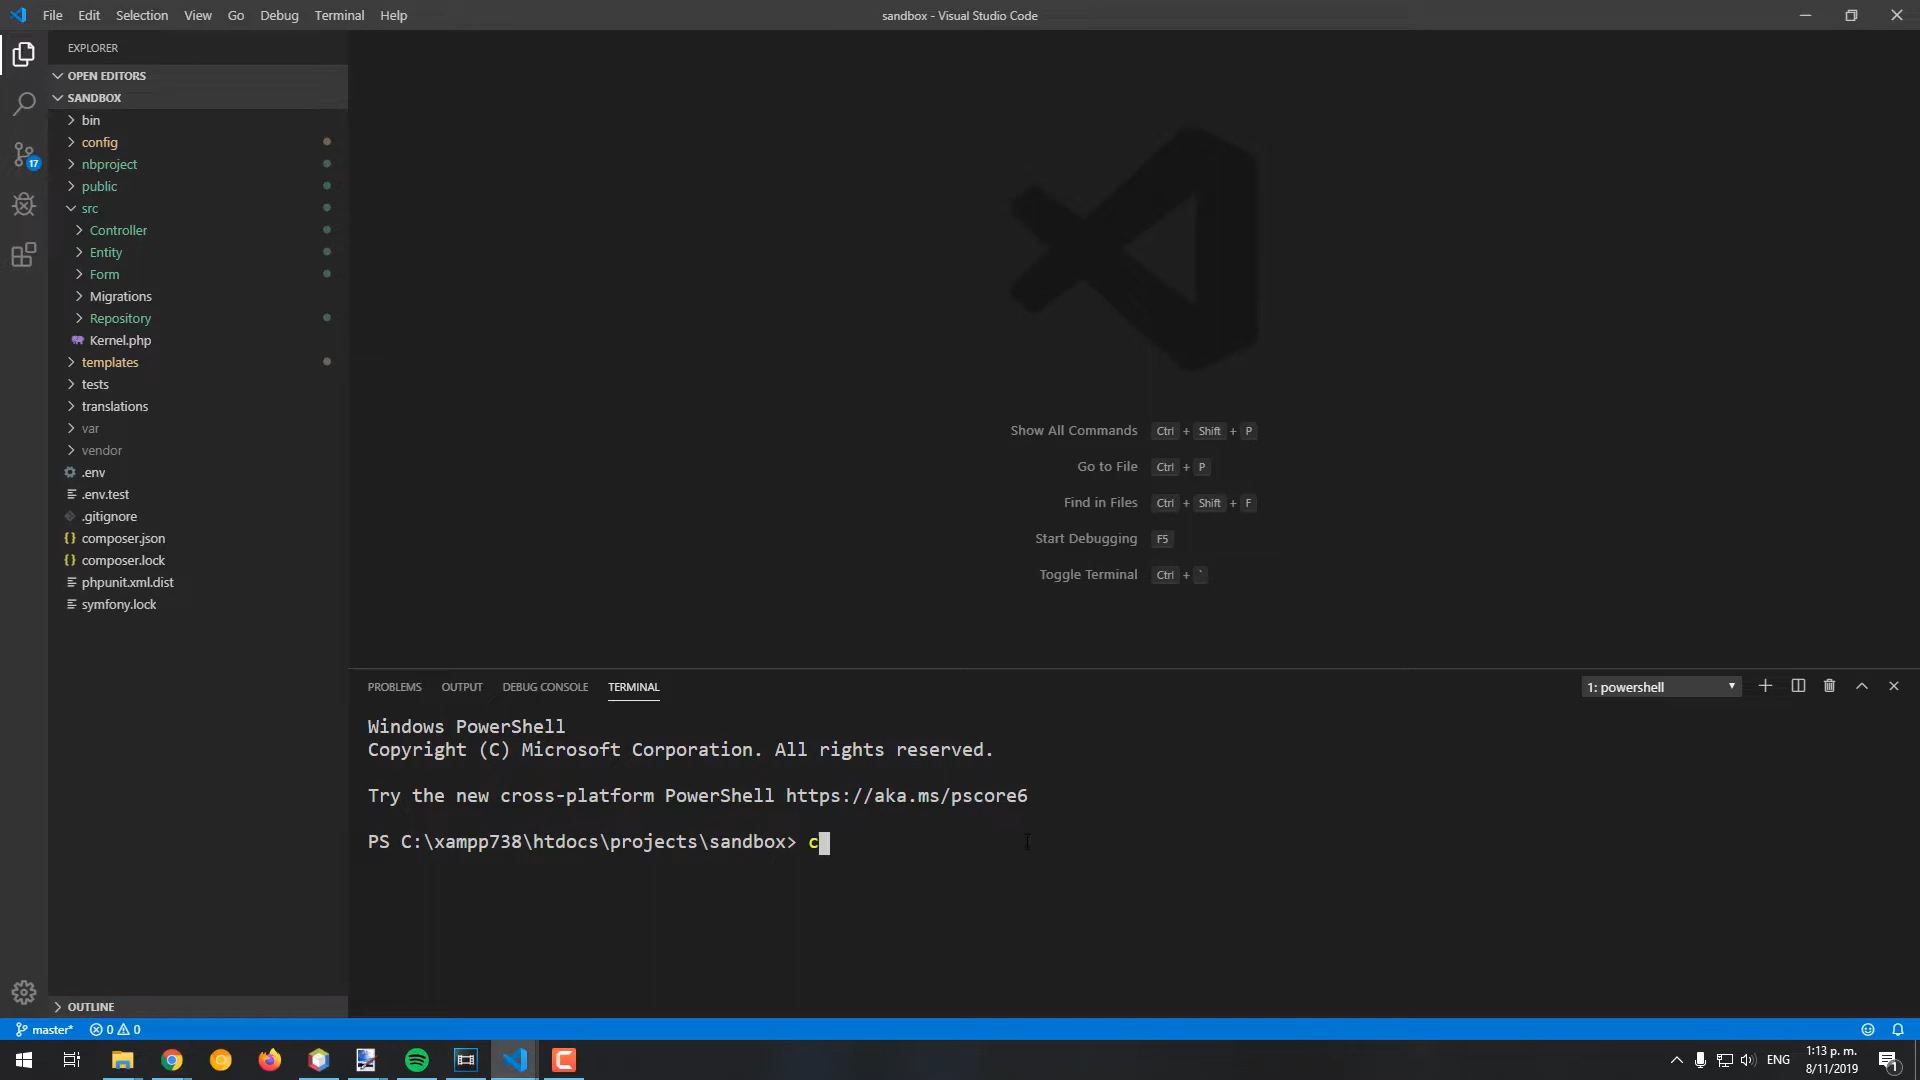 File Edit Selection View Go Debug Terminal Help
sandbox - Visual Studio Code
EXPLORER
OPEN EDITORS
SANDBOX
bin
config
nbproject
public
src
Controller
Entity
Form
Migrations
Repository
Kernel.php
templates
tests
translations
var
vendor
.env
.env.test
.gitignore
composer.json
composer.lock
phpunit.xml.dist
symfony.lock
OUTLINE
17
Show All Commands Ctrl + Shift + P
Go to File Ctrl + P
Find in Files Ctrl + Shift + F
Start Debugging F5
Toggle Terminal Ctrl + `
PROBLEMS OUTPUT DEBUG CONSOLE TERMINAL
1: powershell
Windows PowerShell
Copyright (C) Microsoft Corporation. All rights reserved.
Try the new cross-platform PowerShell https://aka.ms/pscore6
PS C:\xampp738\htdocs\projects\sandbox> c
master* 0 0
ENG
1:13 p. m.
8/11/2019
1